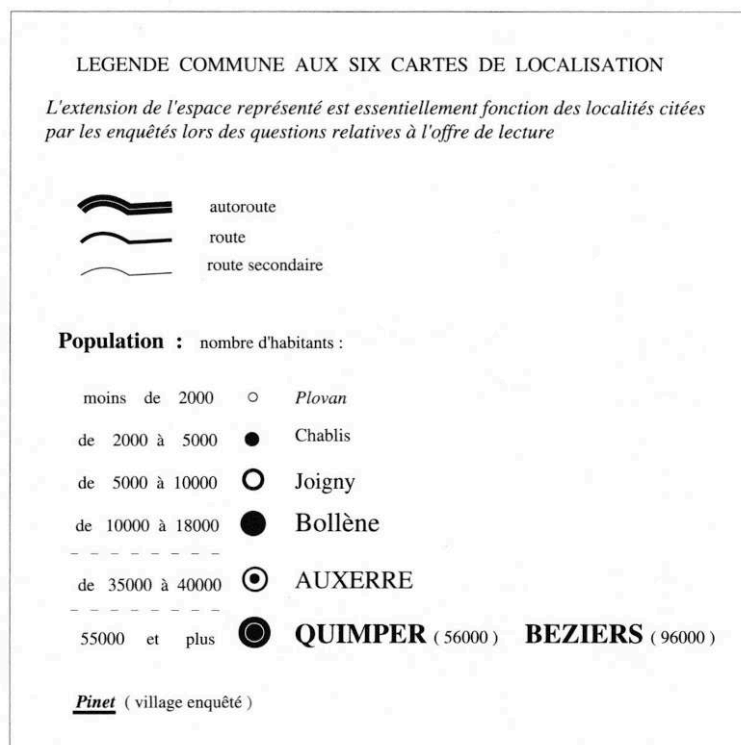 LEGENDE COMMUNE AUX SIX CARTES DE LOCALISATION
L'extension de l'espace représenté est essentiellement fonction des localités citées
par les enquêtés lors des questions relatives à l'offre de lecture
autoroute
route
route secondaire
Population : nombre d'habitants :
moins de 2000 Plovan
de 2000 à 5000 Chablis
de 5000 à 10000 Joigny
de 10000 à 18000 Bollène
de 35000 à 40000 AUXERRE
55000 et plus QUIMPER ( 56000 ) BEZIERS ( 96000 )
Pinet ( village enquêté )